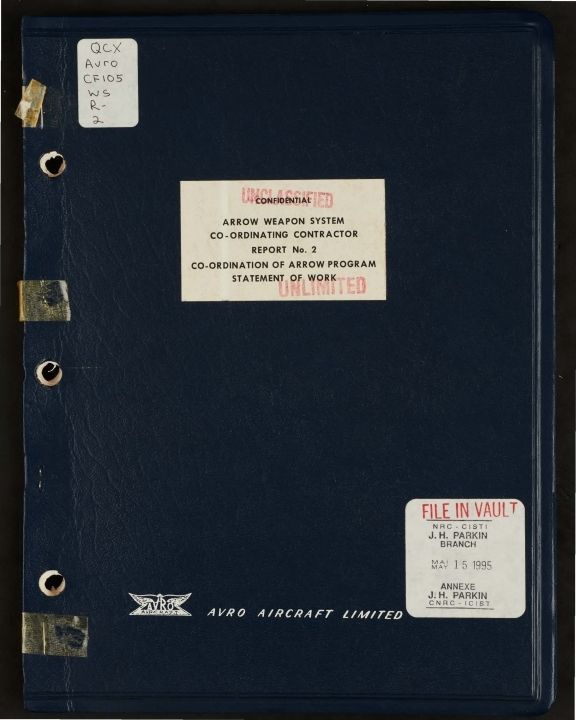 QCX
Avro
CF105
WS
R-
2
UNCLASSIFIED
CONFIDENTIAL
ARROW WEAPON SYSTEM
CO-ORDINATING CONTRACTOR
REPORT No. 2
CO-ORDINATION OF ARROW PROGRAM
STATEMENT OF WORK
UNLIMITED
FILE IN VAULT
NRC - CISTI
J. H. PARKIN
BRANCH
MAI
MAY 15 1995
ANNEXE
J. H. PARKIN
CNRC - ICIST
AVRO
AIRCRAFT
AVRO AIRCRAFT LIMITED